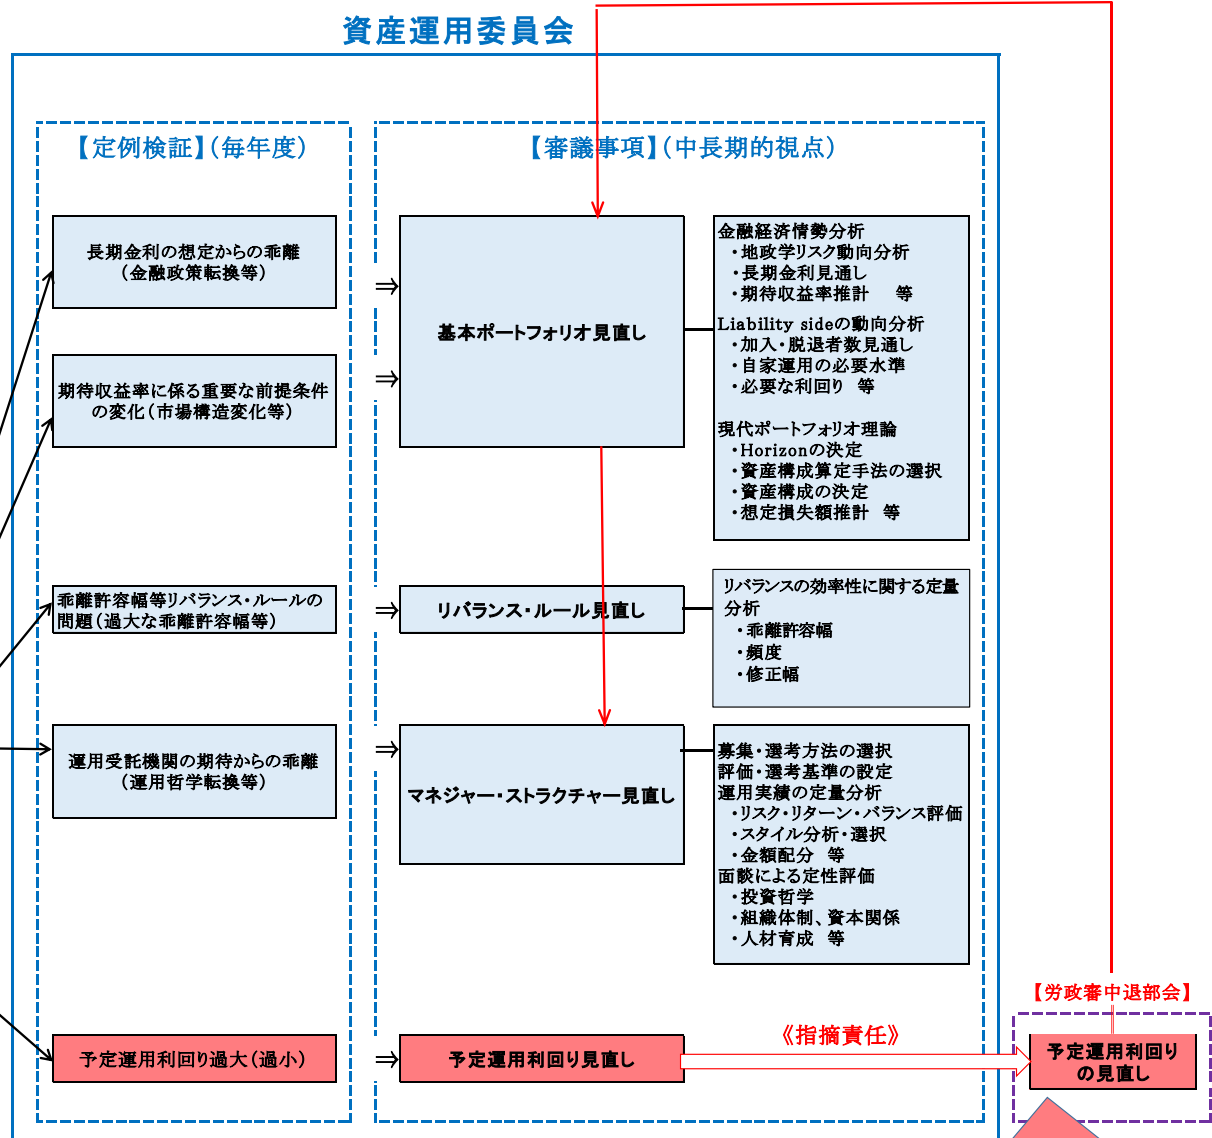 資産運用委員会
【定例検証】（毎年度）
長期金利の想定からの乖離
（金融政策転換等）
期待収益率に係る重要な前提条件
の変化（市場構造変化等）
乖離許容幅等リバランス・ルールの
問題（過大な乖離許容幅等）
運用受託機関の期待からの乖離
（運用哲学転換等）
予定運用利回り過大（過小）
⇒
⇒
⇒
⇒
⇒
【審議事項】（中長期的視点）
基本ポートフォリオ見直し
金融経済情勢分析
・地政学リスク動向分析
・長期金利見通し
・期待収益率推計　等
Liability sideの動向分析
・加入・脱退者数見通し
・自家運用の必要水準
・必要な利回り　等
現代ポートフォリオ理論
・Horizonの決定
・資産構成算定手法の選択
・資産構成の決定
・想定損失額推計　等
リバランス・ルール見直し
リバランスの効率性に関する定量
分析
・乖離許容幅
・頻度
・修正幅
マネジャー・ストラクチャー見直し
募集・選考方法の選択
評価・選考基準の設定
運用実績の定量分析
・リスク・リターン・バランス評価
・スタイル分析・選択
・金額配分　等
面談による定性評価
・投資哲学
・組織体制、資本関係
・人材育成　等
予定運用利回り見直し
《指摘責任》
【労政審中退部会】
予定運用利回り
の見直し